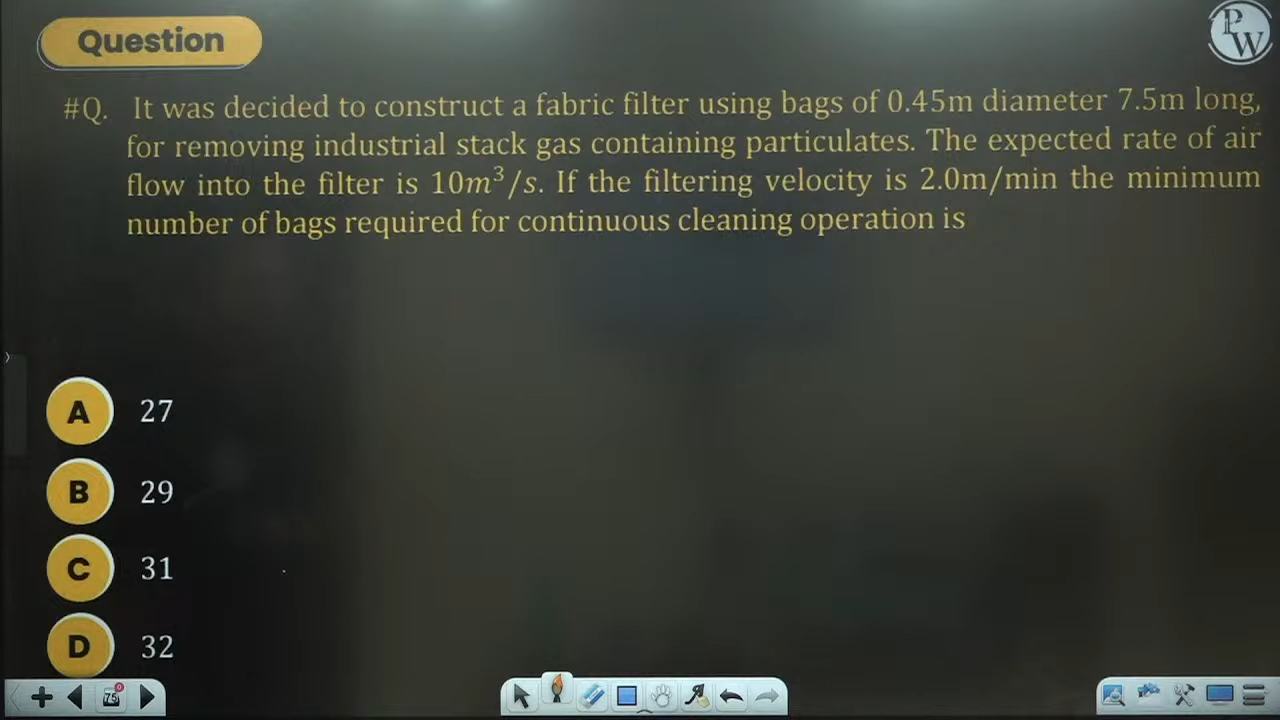 Question
PW
#Q. It was decided to construct a fabric filter using bags of 0.45m diameter 7.5m long,
for removing industrial stack gas containing particulates. The expected rate of air
flow into the filter is 10m³/s. If the filtering velocity is 2.0m/min the minimum
number of bags required for continuous cleaning operation is
A 27
B 29
C 31
D 32
75
0